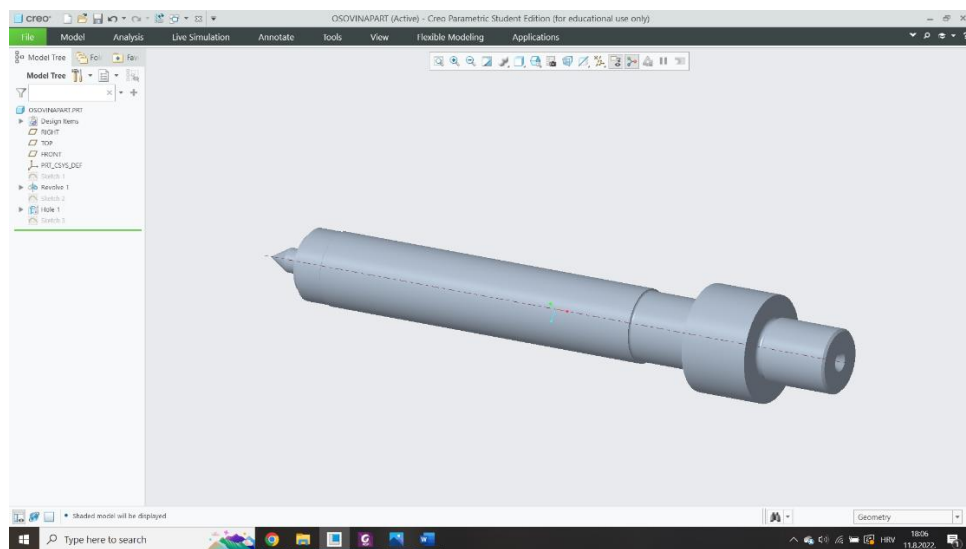 creo
OSOVINAPART (Active) - Creo Parametric Student Edition (for educational use only)
File Model Analysis Live Simulation Annotate Tools View Flexible Modeling Applications
Model Tree Fol Fav
Model Tree
OSOVINAPART.PRT
Design Items
RIGHT
TOP
FRONT
PRT_CSYS_DEF
Sketch 1
Revolve 1
Sketch 2
Hole 1
Sketch 3
Shaded model will be displayed
Geometry
Type here to search
HRV
18:06
11.8.2022.